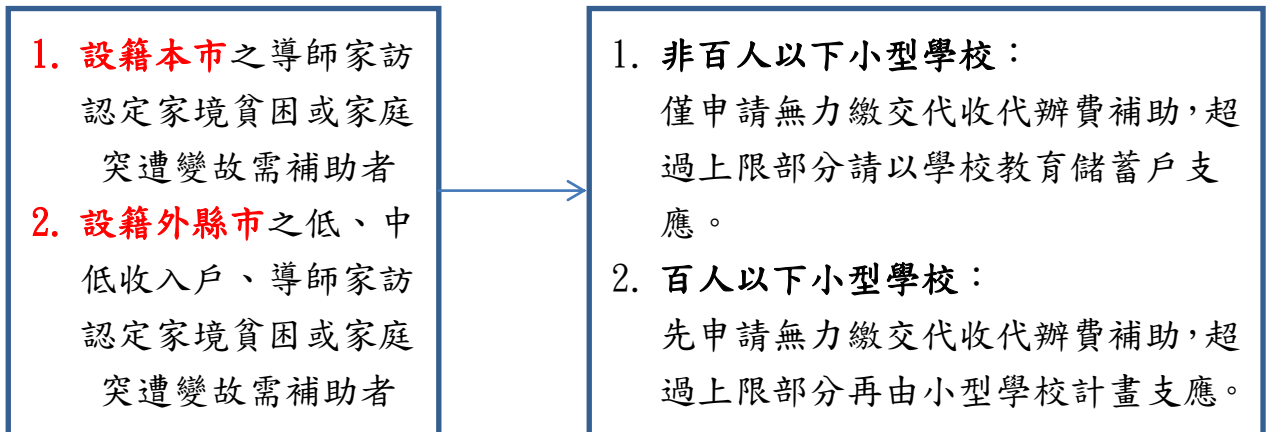 1. 設籍本市之導師家訪
認定家境貧困或家庭
突遭變故需補助者
2. 設籍外縣市之低、中
低收入戶、導師家訪
認定家境貧困或家庭
突遭變故需補助者
1. 非百人以下小型學校：
僅申請無力繳交代收代辦費補助，超
過上限部分請以學校教育儲蓄戶支
應。
2. 百人以下小型學校：
先申請無力繳交代收代辦費補助，超
過上限部分再由小型學校計畫支應。